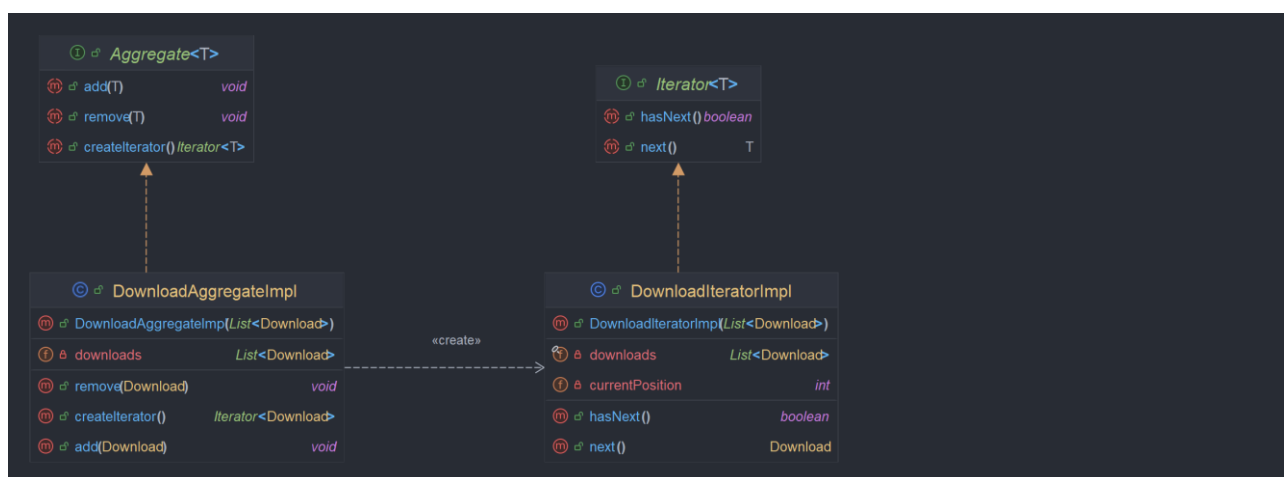 Aggregate<T>
add(T) void
remove(T) void
createIterator() Iterator<T>
Iterator<T>
hasNext() boolean
next() T
DownloadAggregateImpl
DownloadAggregateImpl(List<Download>)
downloads List<Download>
remove(Download) void
createIterator() Iterator<Download>
add(Download) void
«create»
DownloadIteratorImpl
DownloadIteratorImpl(List<Download>)
downloads List<Download>
currentPosition int
hasNext() boolean
next() Download